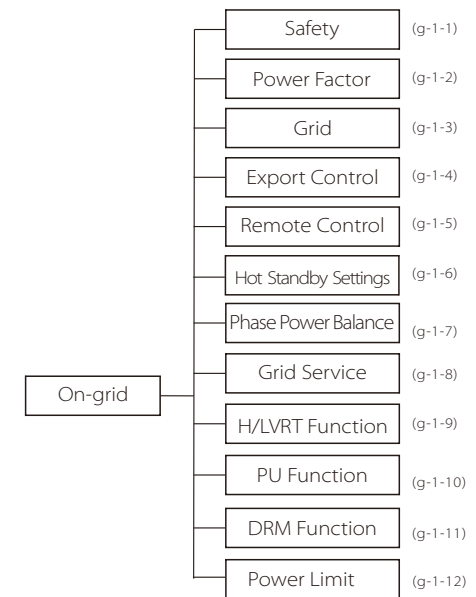 Safety (g-1-1)
Power Factor (g-1-2)
Grid (g-1-3)
Export Control (g-1-4)
Remote Control (g-1-5)
Hot Standby Settings (g-1-6)
Phase Power Balance (g-1-7)
Grid Service (g-1-8)
On-grid
H/LVRT Function (g-1-9)
PU Function (g-1-10)
DRM Function (g-1-11)
Power Limit (g-1-12)